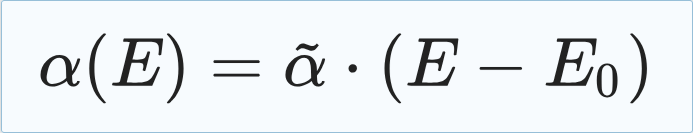 α(E) = α̃ · (E − E₀)